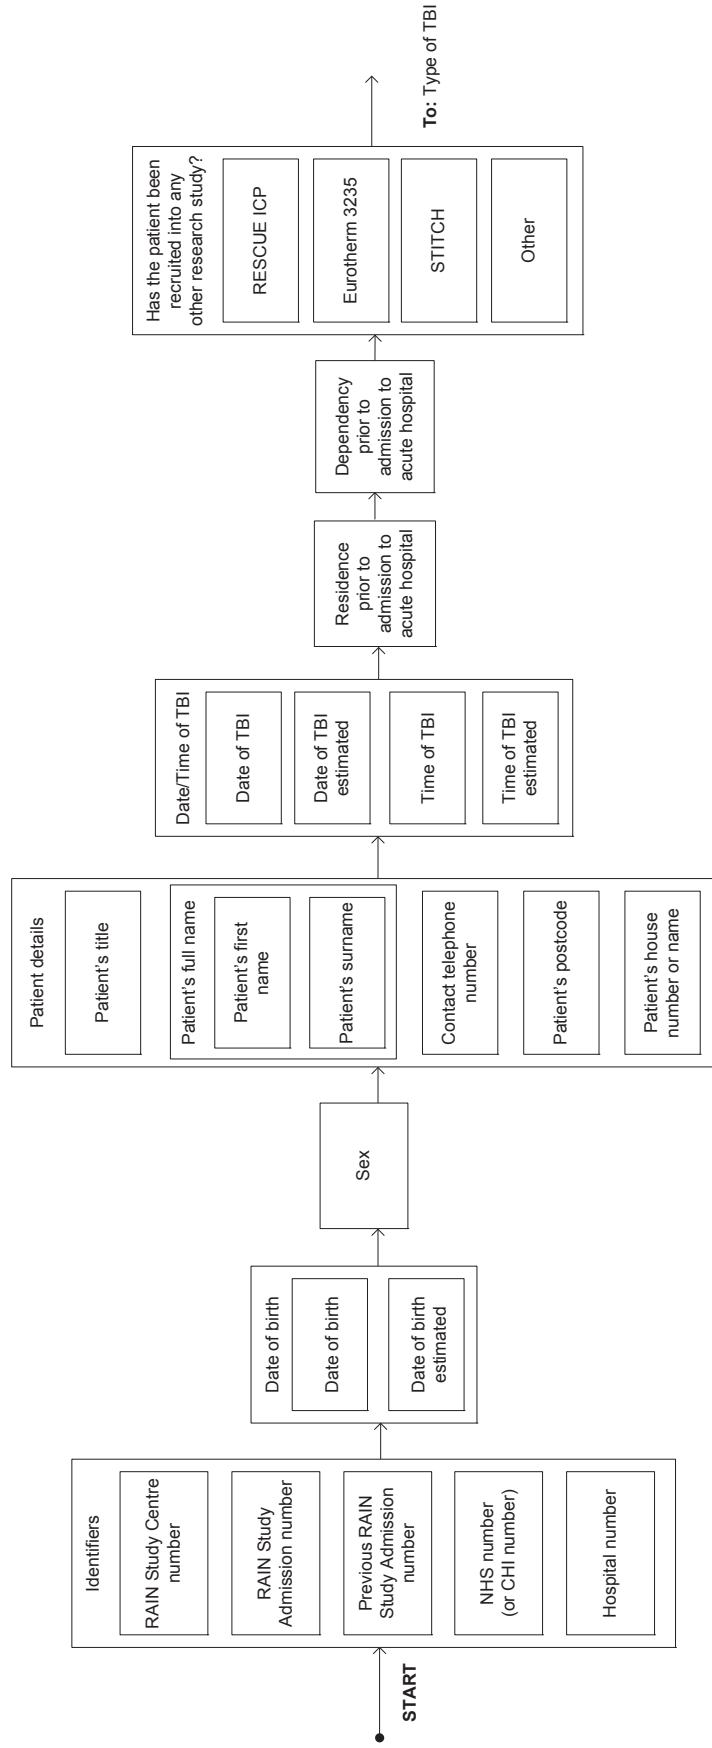 START
Identifiers
RAIN Study Centre
number
RAIN Study
Admission number
Previous RAIN
Study Admission
number
NHS number
(or CHI number)
Hospital number
Date of birth
Date of birth
Date of birth
estimated
Sex
Patient details
Patient's title
Patient's full name
Patient's first
name
Patient's surname
Contact telephone
number
Patient's postcode
Patient's house
number or name
Date/Time of TBI
Date of TBI
Date of TBI
estimated
Time of TBI
Time of TBI
estimated
Residence
prior to
admission to
acute hospital
Dependency
prior to
admission to
acute hospital
Has the patient been
recruited into any
other research study?
RESCUE ICP
Eurotherm 3235
STITCH
Other
To: Type of TBI